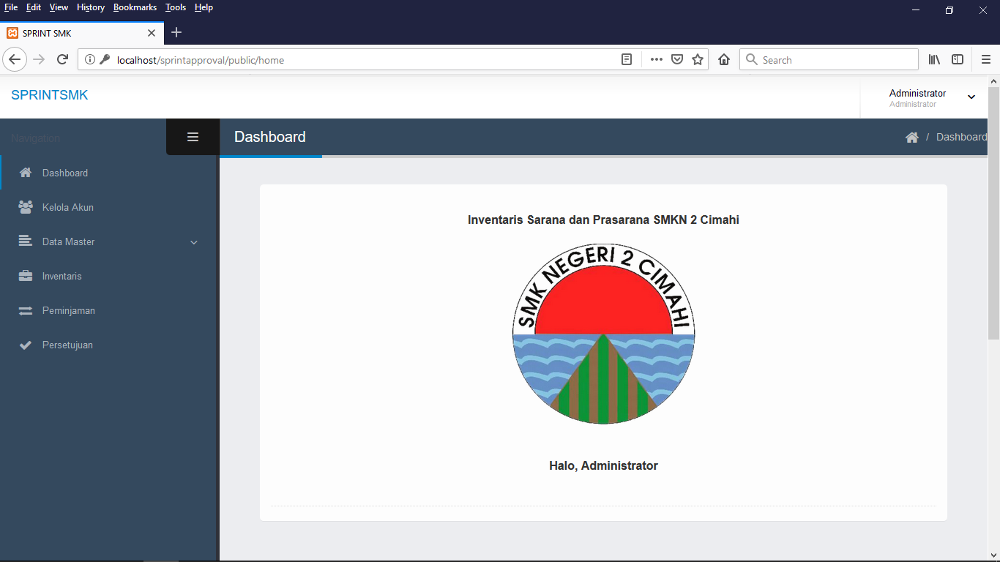 File Edit View History Bookmarks Tools Help
SPRINT SMK
localhost/sprintapproval/public/home
Search
SPRINTSMK
Administrator
Administrator
Navigation
Dashboard
/ Dashboard
Dashboard
Kelola Akun
Data Master
Inventaris
Peminjaman
Persetujuan
Inventaris Sarana dan Prasarana SMKN 2 Cimahi
SMK NEGERI 2 CIMAHI
Halo, Administrator